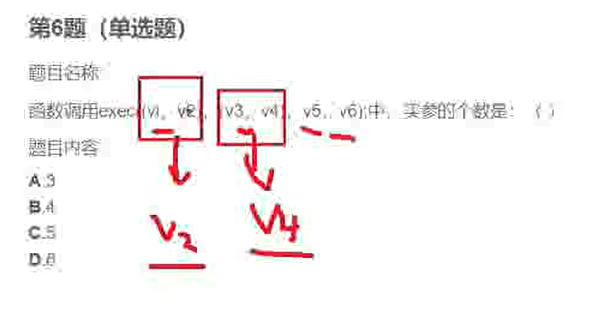 第6题（单选题）
题目名称
函数调用exec((v1, v2), (v3, v4), v5, v6);中，实参的个数是：（ ）
题目内容
A.3
B.4
C.5
D.6
V2
V4